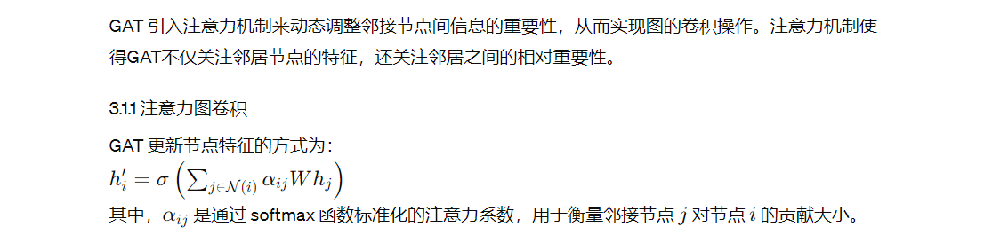 GAT 引入注意力机制来动态调整邻接节点间信息的重要性，从而实现图的卷积操作。注意力机制使
得GAT不仅关注邻居节点的特征，还关注邻居之间的相对重要性。
3.1.1 注意力图卷积
GAT 更新节点特征的方式为：
$h_i' = \sigma \left( \sum_{j \in \mathcal{N}(i)} \alpha_{ij} W h_j \right)$
其中，$\alpha_{ij}$ 是通过 softmax 函数标准化的注意力系数，用于衡量邻接节点 $j$ 对节点 $i$ 的贡献大小。